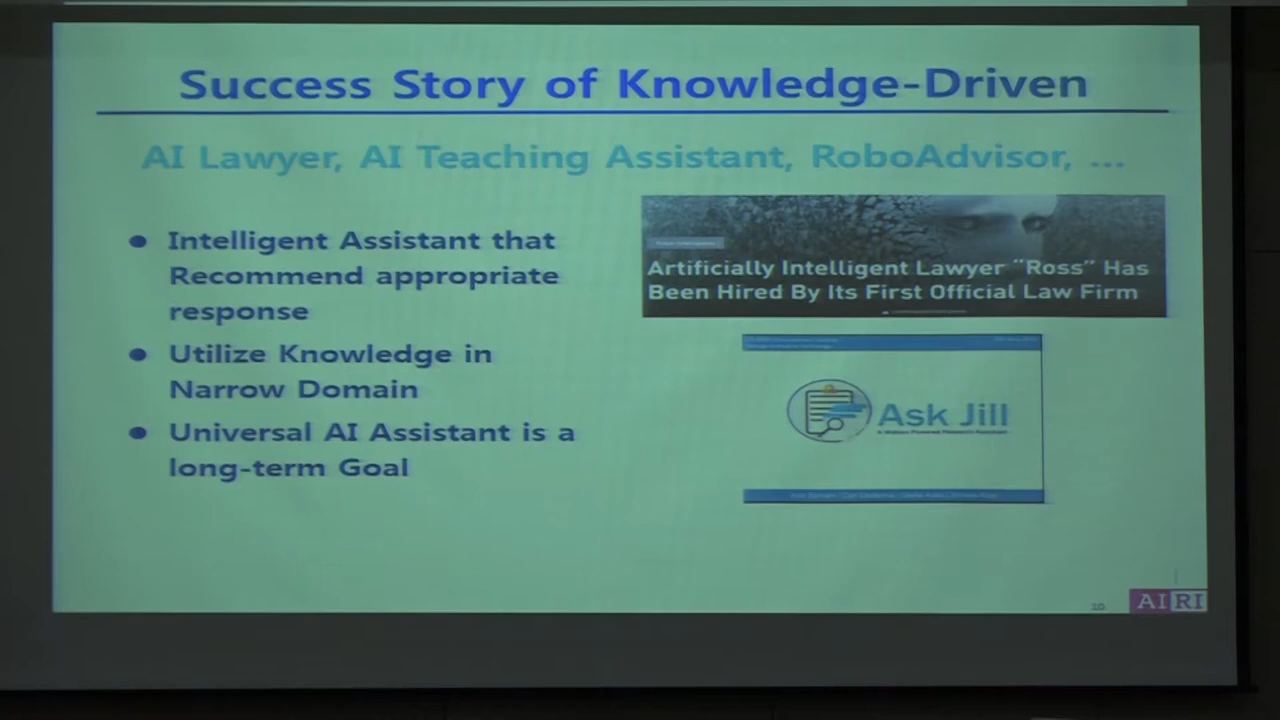 Success Story of Knowledge-Driven
AI Lawyer, AI Teaching Assistant, RoboAdvisor, ...
● Intelligent Assistant that
Recommend appropriate
response
● Utilize Knowledge in
Narrow Domain
● Universal AI Assistant is a
long-term Goal
Artificially Intelligent Lawyer “Ross” Has
Been Hired By Its First Official Law Firm
Ask Jill
10
AIRI